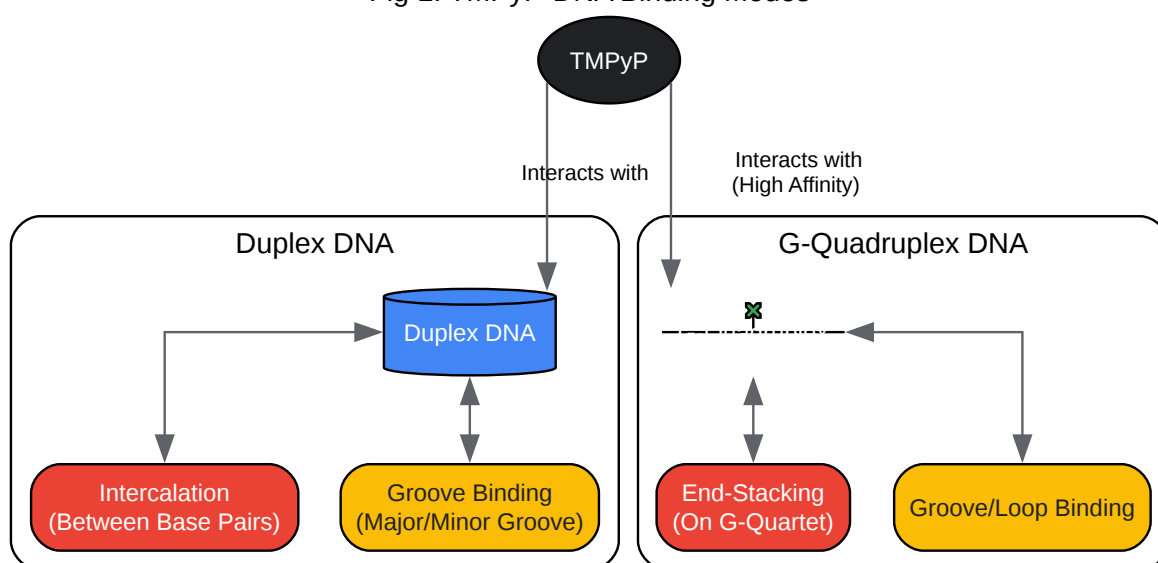 TMPyP
Interacts with
Interacts with
(High Affinity)
Duplex DNA
G-Quadruplex DNA
Duplex DNA
Intercalation
(Between Base Pairs)
Groove Binding
(Major/Minor Groove)
End-Stacking
(On G-Quartet)
Groove/Loop Binding